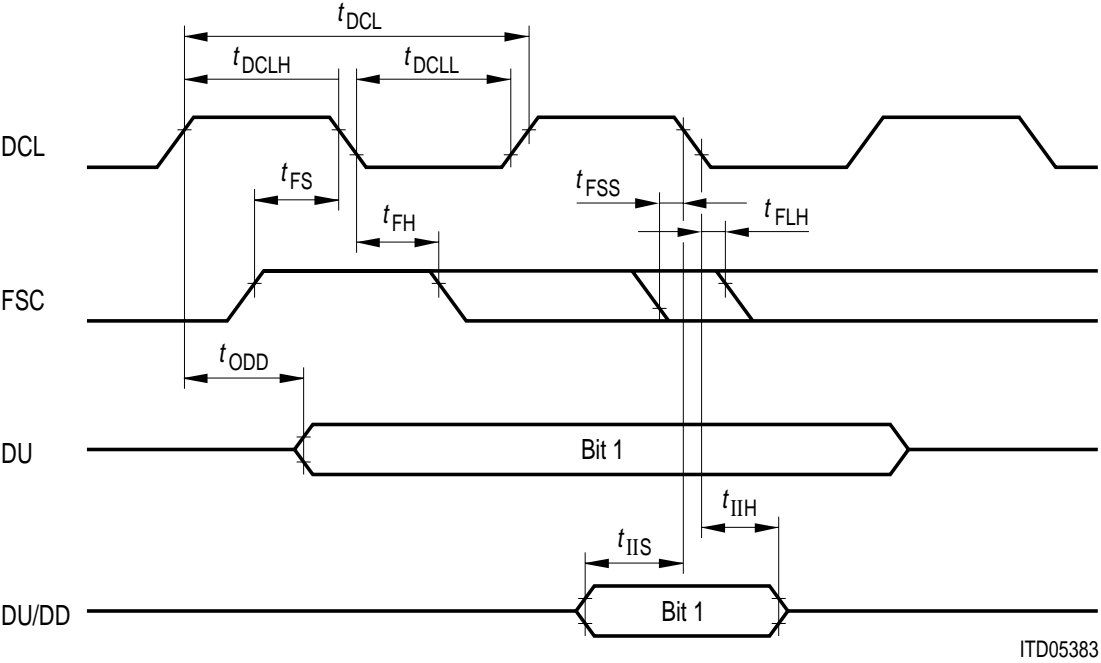 tDCL
tDCLH
tDCLL
DCL
tFS
tFSS
tFH
tFLH
FSC
tODD
DU
Bit 1
tIIH
tIIS
DU/DD
Bit 1
ITD05383